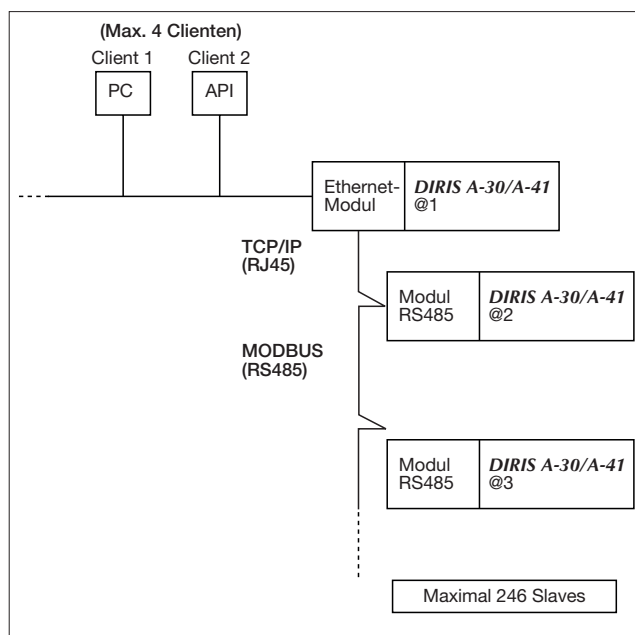 (Max. 4 Clienten)
Client 1 Client 2
PC API
Ethernet-
Modul
DIRIS A-30/A-41
@1
TCP/IP
(RJ45)
Modul
RS485
DIRIS A-30/A-41
@2
MODBUS
(RS485)
Modul
RS485
DIRIS A-30/A-41
@3
Maximal 246 Slaves